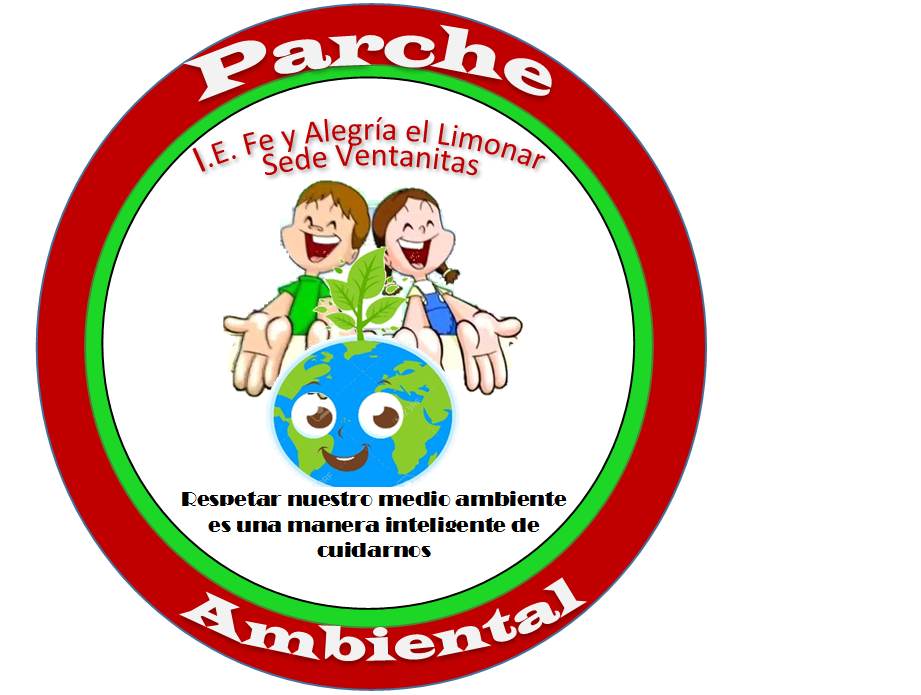 Parche
I.E. Fe y Alegría el Limonar
Sede Ventanitas
Respetar nuestro medio ambiente
es una manera inteligente de
cuidarnos
Ambiental